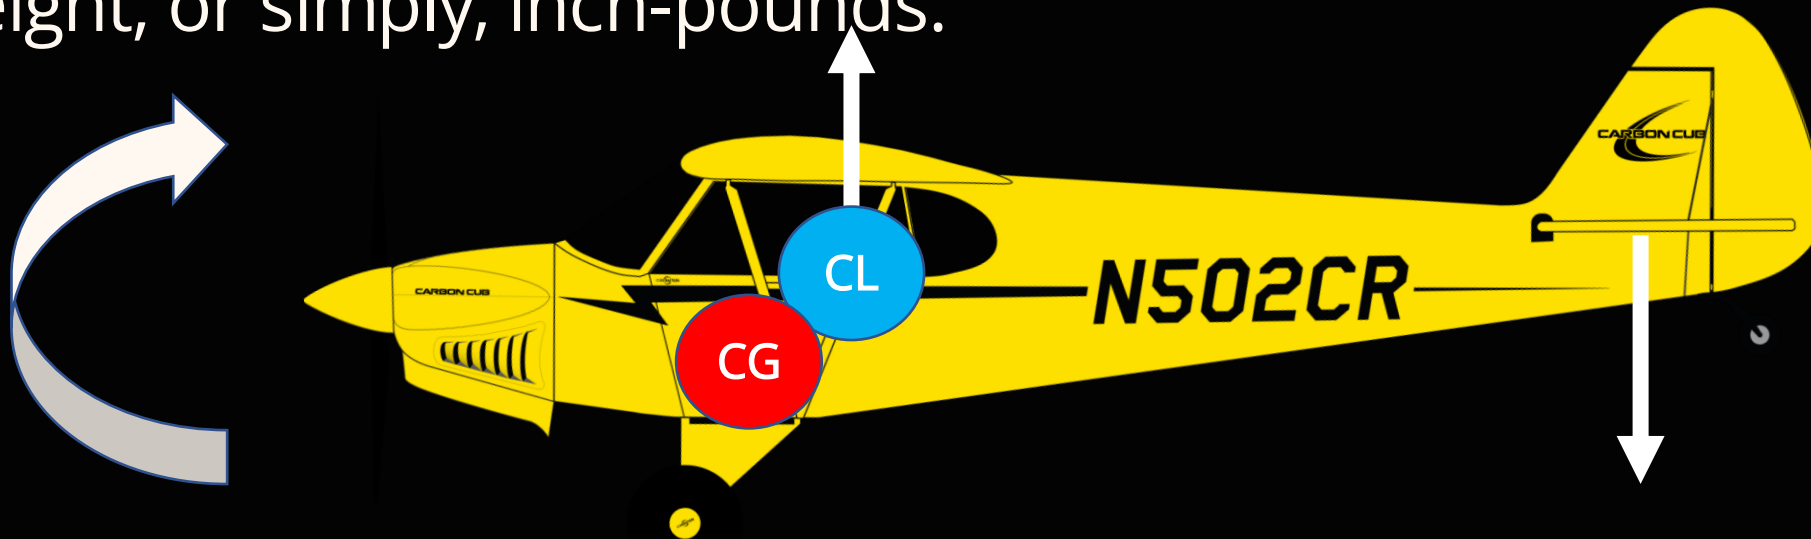 eight, or simply, inch-pounds.
CARBON CUB
CL
CARBON CUB
N502CR
CG